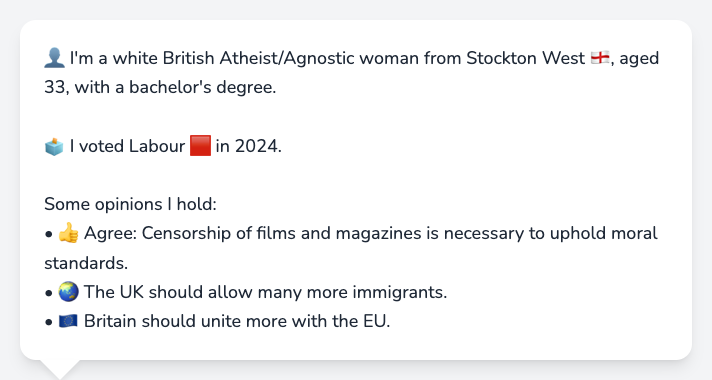 👤 I'm a white British Atheist/Agnostic woman from Stockton West 🏴󠁧󠁢󠁥󠁮󠁧󠁿, aged
33, with a bachelor's degree.
🗳️ I voted Labour 🟥 in 2024.
Some opinions I hold:
• 👍 Agree: Censorship of films and magazines is necessary to uphold moral
standards.
• 🌏 The UK should allow many more immigrants.
• 🇪🇺 Britain should unite more with the EU.